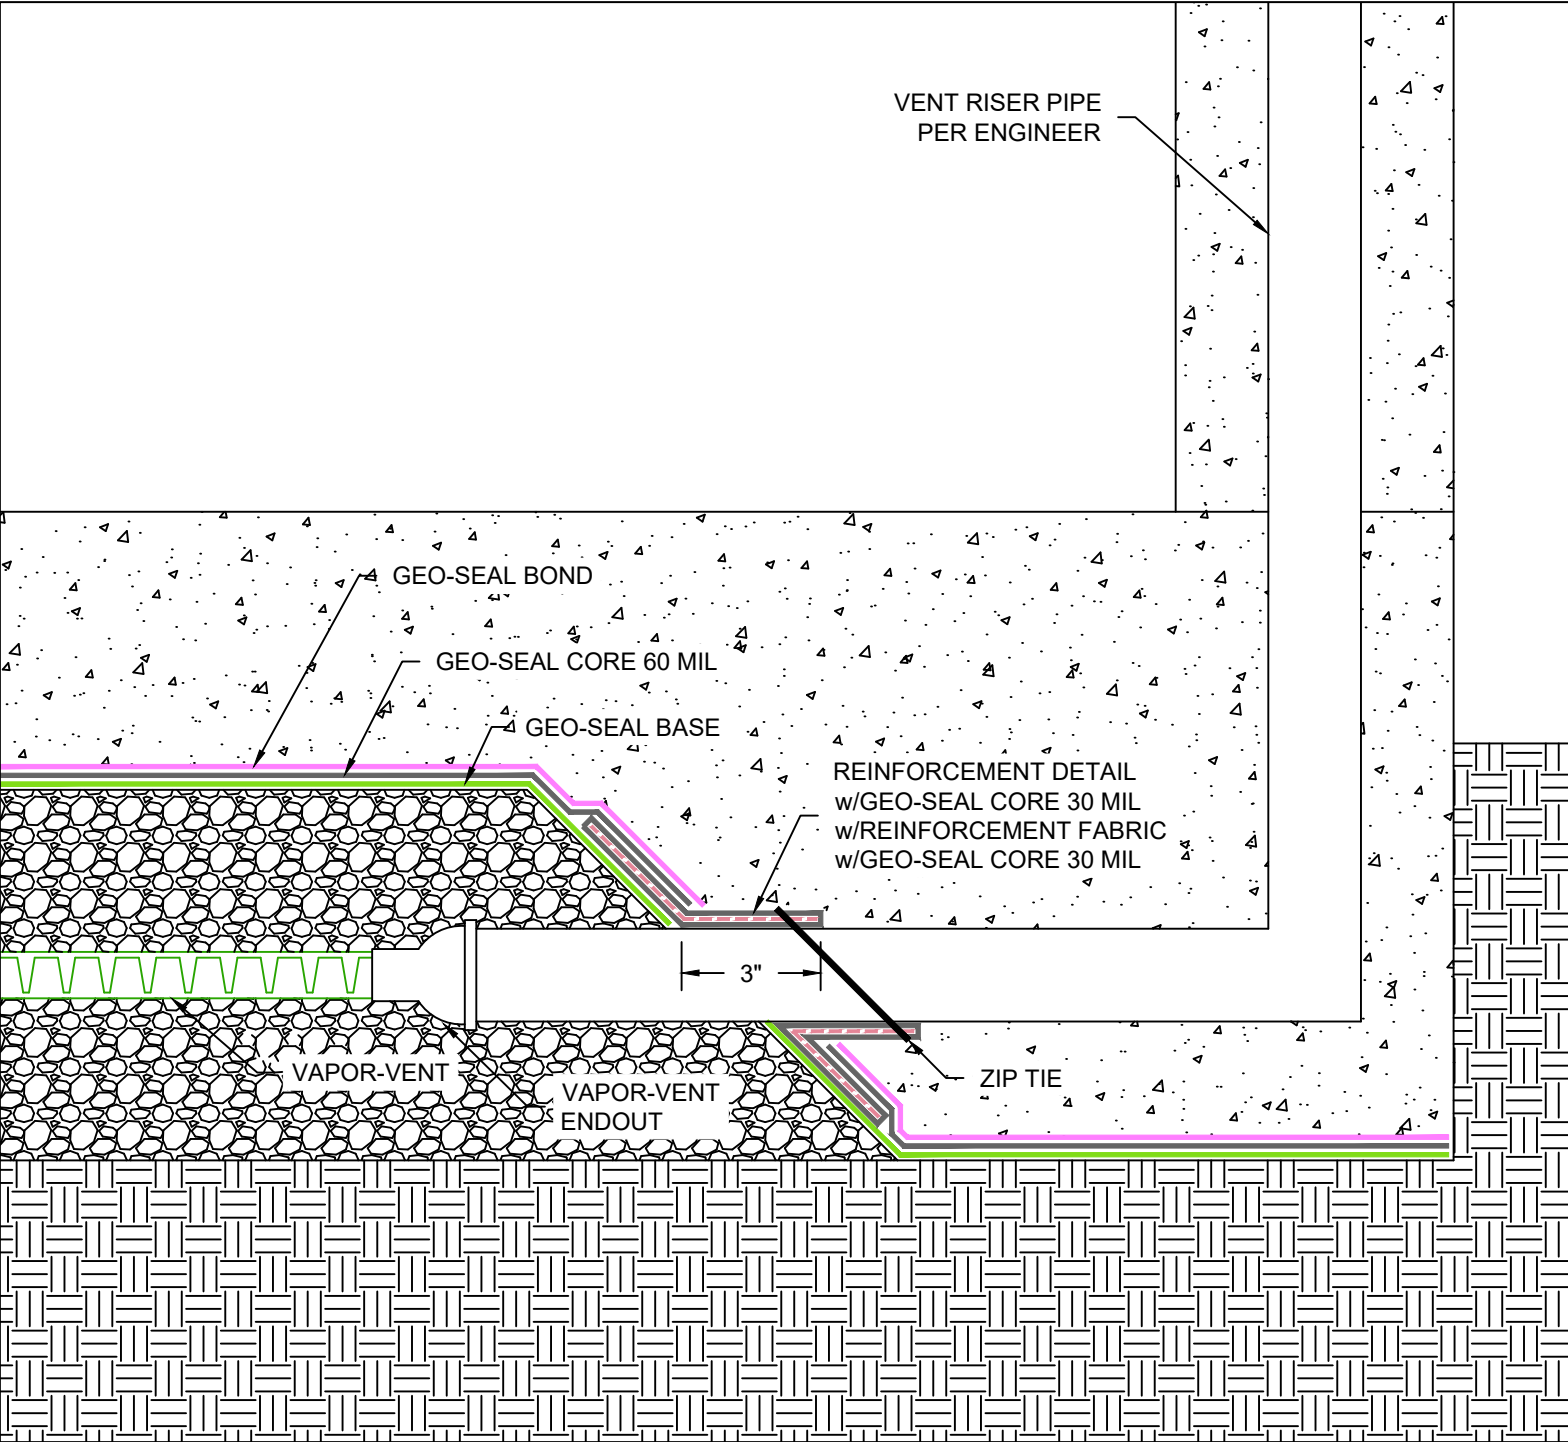 VENT RISER PIPE
PER ENGINEER
GEO-SEAL BOND
GEO-SEAL CORE 60 MIL
GEO-SEAL BASE
REINFORCEMENT DETAIL
w/GEO-SEAL CORE 30 MIL
w/REINFORCEMENT FABRIC
w/GEO-SEAL CORE 30 MIL
3"
VAPOR-VENT
VAPOR-VENT
ENDOUT
ZIP TIE